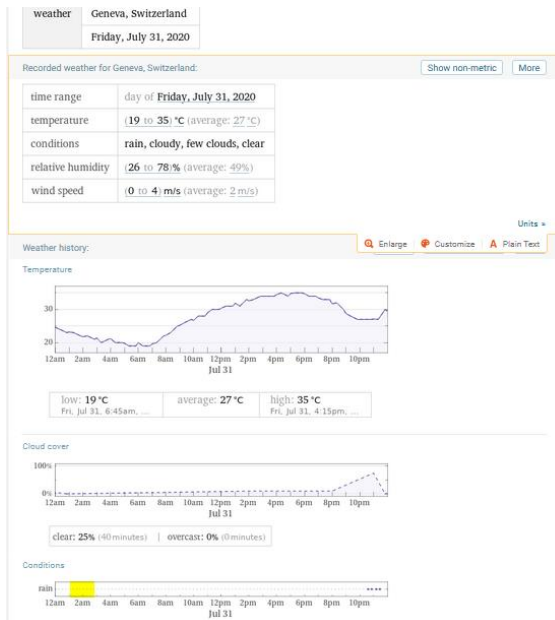 weather
Geneva, Switzerland
Friday, July 31, 2020
Recorded weather for Geneva, Switzerland:
Show non-metric
More
time range day of Friday, July 31, 2020
temperature (19 to 35) °C (average: 27 °C)
conditions rain, cloudy, few clouds, clear
relative humidity (26 to 78)% (average: 49%)
wind speed (0 to 4) m/s (average: 2 m/s)
Units »
Weather history:
Enlarge Customize A Plain Text
Temperature
30
20
12am 2am 4am 6am 8am 10am 12pm 2pm 4pm 6pm 8pm 10pm
Jul 31
low: 19 °C average: 27 °C high: 35 °C
Fri, Jul 31, 6:45am, ... Fri, Jul 31, 4:15pm, ...
Cloud cover
100%
0%
12am 2am 4am 6am 8am 10am 12pm 2pm 4pm 6pm 8pm 10pm
Jul 31
clear: 25% (40 minutes) | overcast: 0% (0 minutes)
Conditions
rain
12am 2am 4am 6am 8am 10am 12pm 2pm 4pm 6pm 8pm 10pm
Jul 31